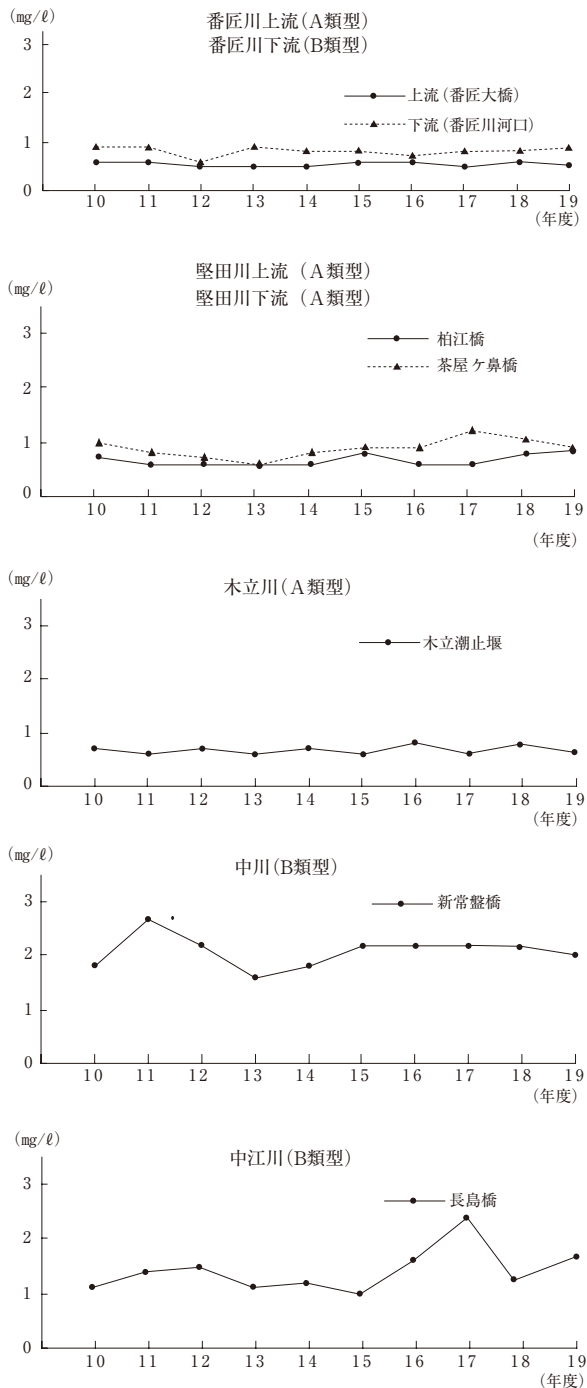 (mg/ℓ)
番匠川上流(A類型)
番匠川下流(B類型)
上流(番匠大橋)
下流(番匠川河口)
3
2
1
0
10 11 12 13 14 15 16 17 18 19
(年度)
(mg/ℓ)
堅田川上流(A類型)
堅田川下流(A類型)
柏江橋
茶屋ケ鼻橋
3
2
1
0
10 11 12 13 14 15 16 17 18 19
(年度)
(mg/ℓ)
木立川(A類型)
木立潮止堰
3
2
1
0
10 11 12 13 14 15 16 17 18 19
(年度)
(mg/ℓ)
中川(B類型)
新常盤橋
3
2
1
0
10 11 12 13 14 15 16 17 18 19
(年度)
(mg/ℓ)
中江川(B類型)
長島橋
3
2
1
0
10 11 12 13 14 15 16 17 18 19
(年度)